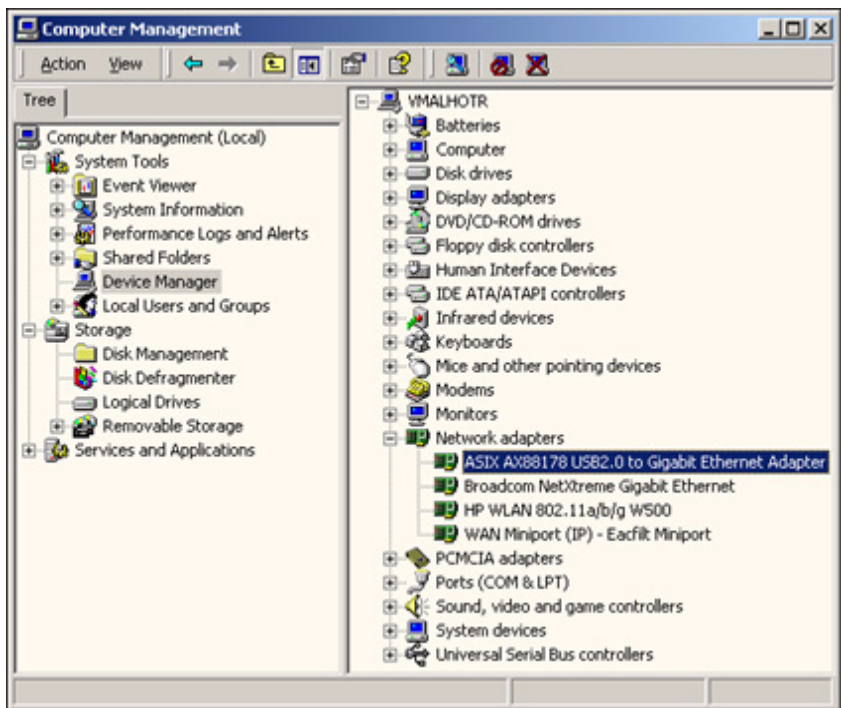 Computer Management
Action View
Tree
Computer Management (Local)
System Tools
Event Viewer
System Information
Performance Logs and Alerts
Shared Folders
Device Manager
Local Users and Groups
Storage
Disk Management
Disk Defragmenter
Logical Drives
Removable Storage
Services and Applications
VMALHOTR
Batteries
Computer
Disk drives
Display adapters
DVD/CD-ROM drives
Floppy disk controllers
Human Interface Devices
IDE ATA/ATAPI controllers
Infrared devices
Keyboards
Mice and other pointing devices
Modems
Monitors
Network adapters
ASIX AX88178 USB2.0 to Gigabit Ethernet Adapter
Broadcom NetXtreme Gigabit Ethernet
HP WLAN 802.11a/b/g W500
WAN Miniport (IP) - Eacfilt Miniport
PCMCIA adapters
Ports (COM & LPT)
Sound, video and game controllers
System devices
Universal Serial Bus controllers